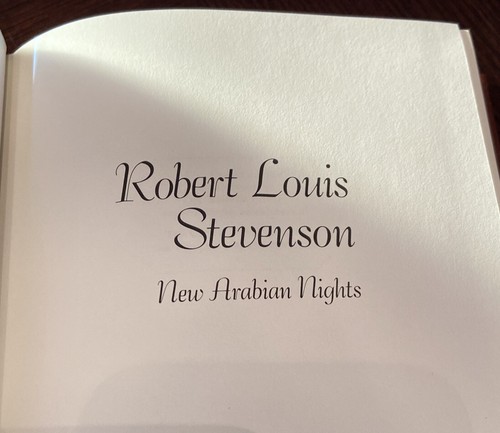 Robert Louis
Stevenson
New Arabian Nights